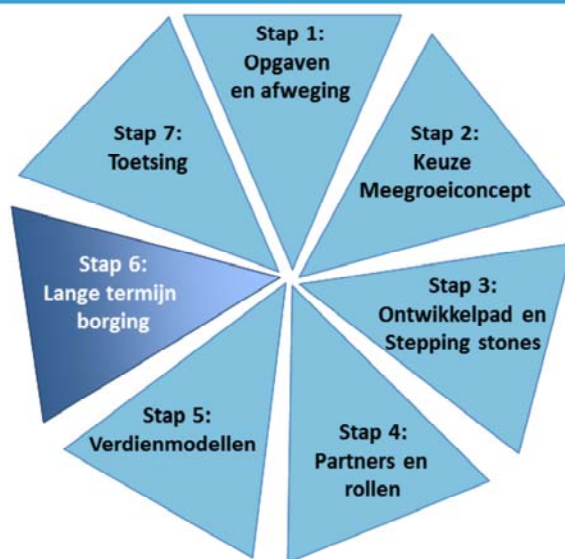 Stap 1:
Opgaven
en afweging
Stap 2:
Keuze
Meegroeiconcept
Stap 3:
Ontwikkelpad en
Stepping stones
Stap 4:
Partners en
rollen
Stap 5:
Verdienmodellen
Stap 6:
Lange termijn
borging
Stap 7:
Toetsing